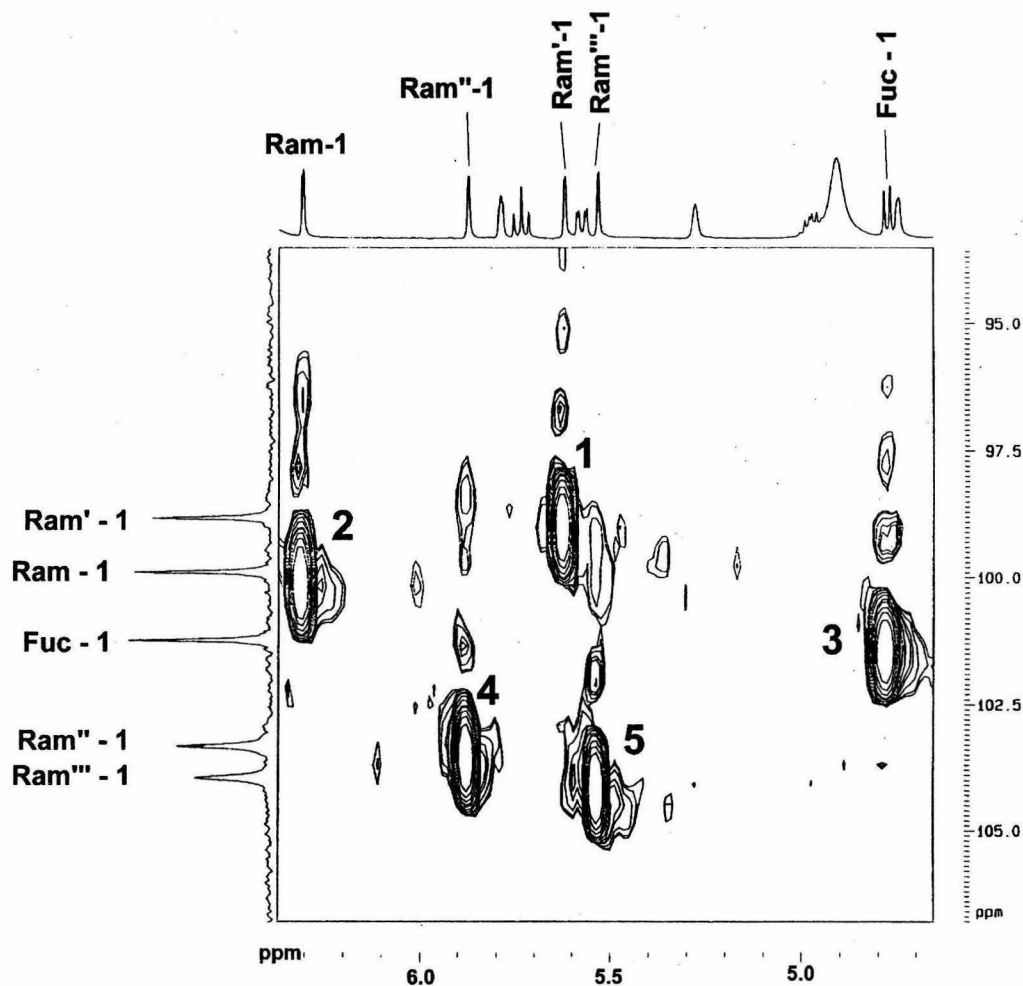 Ram-1
Ram"-1
Ram'-1
Ram'''-1
Fuc - 1
95.0
97.5
100.0
102.5
105.0
ppm
Ram' - 1
Ram - 1
Fuc - 1
Ram" - 1
Ram''' - 1
1
2
3
4
5
ppm
6.0
5.5
5.0